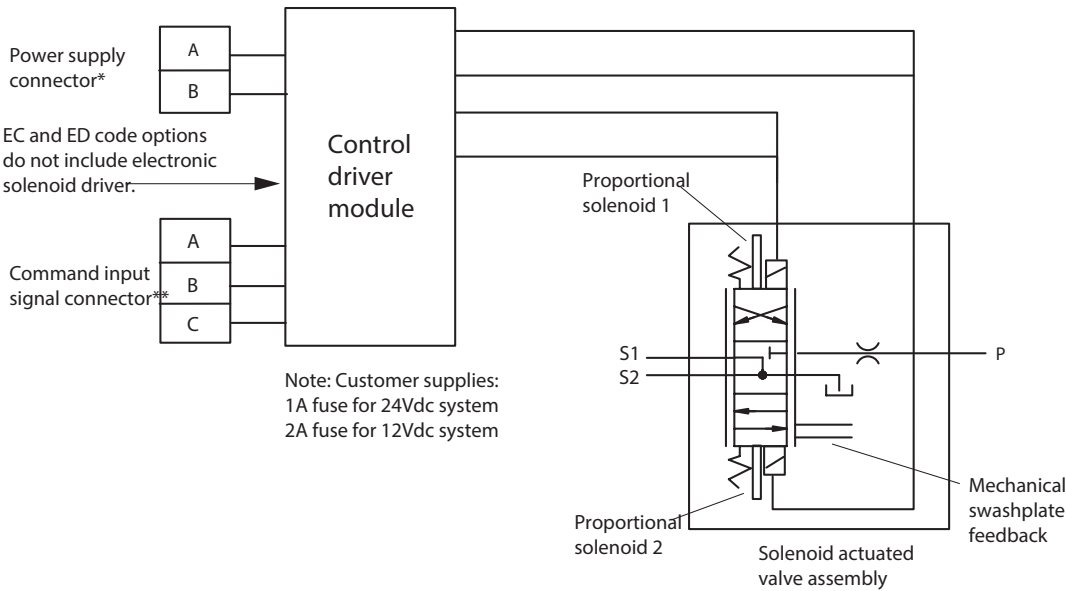 Power supply
connector*
A
B
EC and ED code options
do not include electronic
solenoid driver.
Command input
signal connector**
A
B
C
Control
driver
module
Note: Customer supplies:
1A fuse for 24Vdc system
2A fuse for 12Vdc system
Proportional
solenoid 1
S1
S2
P
Proportional
solenoid 2
Mechanical
swashplate
feedback
Solenoid actuated
valve assembly